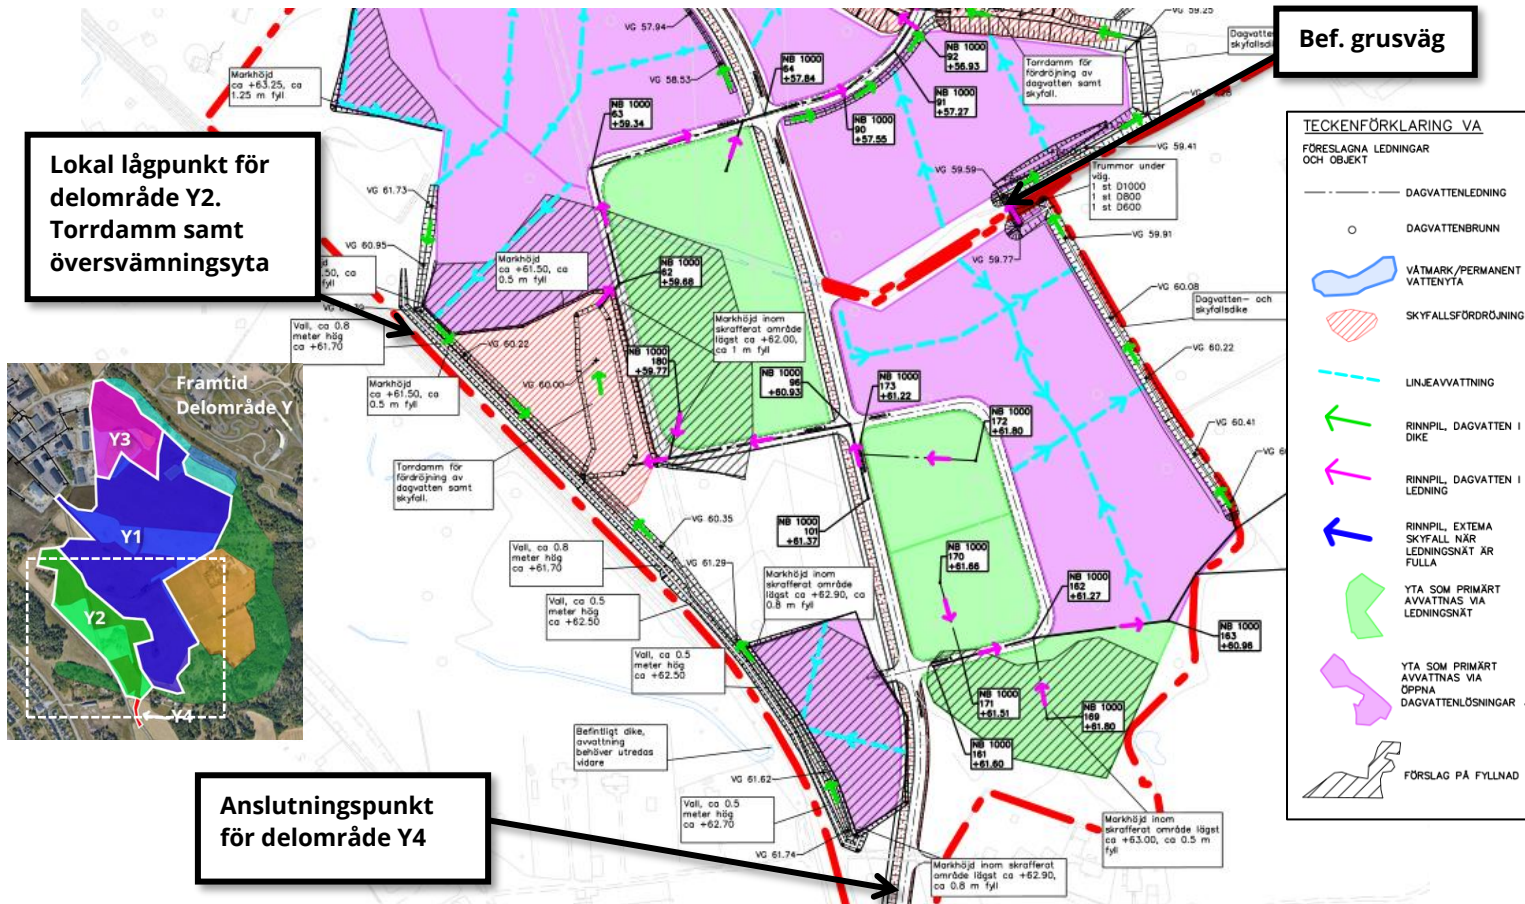 VG 57.94
NB 1000
64
+57.84
NB 1000
92
+56.93
VG 59.25
Bef. grusväg
Markhöjd
ca +63.25, ca
1.25 m fyll
VG 58.53
NB 1000
63
+59.34
Torrdamm för
fördröjning av
dagvatten samt
skyfall.
NB 1000
91
+57.27
NB 1000
90
+57.55
VG 59.41
VG 59.59
Trummor under
väg.
1 st D1000
1 st D800
1 st D600
Lokal lågpunkt för
delområde Y2.
Torrdamm samt
översvämningsyta
VG 61.73
VG 60.95
VG 59.91
VG 59.77
Markhöjd
ca +61.50, ca
0.5 m fyll
NB 1000
62
+59.68
VG 60.08
Dagvatten- och
skyfallsdike
Vall, ca 0.8
meter hög
ca +61.70
VG 60.22
Markhöjd inom
skrafferat område
lägst ca +62.00,
ca 1 m fyll
VG 60.22
NB 1000
180
+59.77
VG 60.00
Markhöjd
ca +61.50, ca
0.5 m fyll
NB 1000
96
+60.93
NB 1000
173
+61.22
NB 1000
172
+61.80
VG 60.41
Torrdamm för
fördröjning av
dagvatten samt
skyfall.
VG 60.35
NB 1000
101
+61.37
Vall, ca 0.8
meter hög
ca +61.70
VG 61.29
NB 1000
170
+61.66
Markhöjd inom
skrafferat område
lägst ca +62.90, ca
0.8 m fyll
NB 1000
162
+61.27
Vall, ca 0.5
meter hög
ca +62.50
NB 1000
163
+60.96
Vall, ca 0.5
meter hög
ca +62.50
NB 1000
171
+61.51
NB 1000
169
+61.80
Befintligt dike,
avvattning
behöver utredas
vidare
NB 1000
161
+61.60
VG 61.62
Vall, ca 0.5
meter hög
ca +62.70
VG 61.74
Markhöjd inom
skrafferat område lägst
ca +63.00, ca 0.5 m
fyll
Markhöjd inom skrafferat
område lägst ca +62.90,
ca 0.8 m fyll
Anslutningspunkt
för delområde Y4
Framtid
Delområde Y
Y3
Y1
Y2
Y4
TECKENFÖRKLARING VA
FÖRESLAGNA LEDNINGAR
OCH OBJEKT
DAGVATTENLEDNING
DAGVATTENBRUNN
VÅTMARK/PERMANENT
VATTENYTA
SKYFALLSFÖRDRÖJNING
LINJEAVVATTNING
RINNPIL, DAGVATTEN I
DIKE
RINNPIL, DAGVATTEN I
LEDNING
RINNPIL, EXTEMA
SKYFALL NÄR
LEDNINGSNÄT ÄR
FULLA
YTA SOM PRIMÄRT
AVVATTNAS VIA
LEDNINGSNÄT
YTA SOM PRIMÄRT
AVVATTNAS VIA
ÖPPNA
DAGVATTENLÖSNINGAR
FÖRSLAG PÅ FYLLNAD